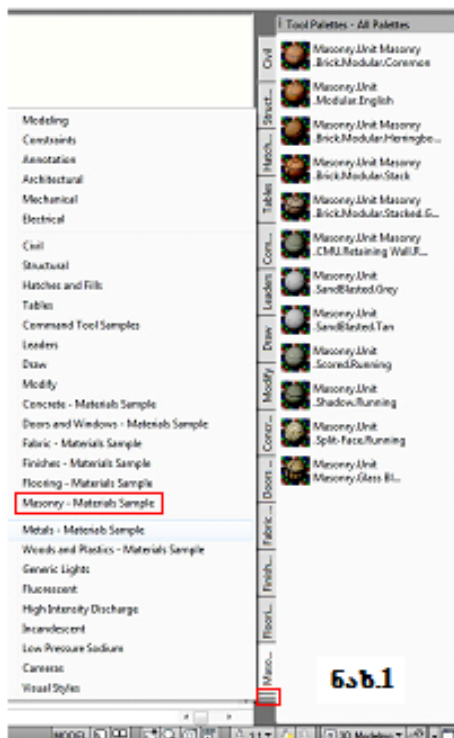 Tool Palettes - All Palettes
Modeling
Constraints
Annotation
Architectural
Mechanical
Electrical
Civil
Structural
Hatches and Fills
Tables
Command Tool Samples
Leaders
Draw
Modify
Concrete - Materials Sample
Doors and Windows - Materials Sample
Fabric - Materials Sample
Finishes - Materials Sample
Flooring - Materials Sample
Masonry - Materials Sample
Metals - Materials Sample
Woods and Plastics - Materials Sample
Generic Lights
Fluorescent
High Intensity Discharge
Incandescent
Low Pressure Sodium
Cameras
Visual Styles
Civil
Struct...
Hatch...
Tables
Com...
Leaders
Draw
Modify
Concr...
Doors ...
Fabric ...
Finish...
Floori...
Maso...
Masonry.Unit Masonry
.Brick.Modular.Common
Masonry.Unit
.Modular.English
Masonry.Unit Masonry
.Brick.Modular.Herringbo...
Masonry.Unit Masonry
.Brick.Modular.Stack
Masonry.Unit Masonry
.Brick.Modular.Stacked.G...
Masonry.Unit Masonry
.CMU.Retaining Wall.R...
Masonry.Unit
.SandBlasted.Grey
Masonry.Unit
.SandBlasted.Tan
Masonry.Unit
.Scored.Running
Masonry.Unit
.Shadow.Running
Masonry.Unit
.Split-Face.Running
Masonry.Unit
Masonry.Glass Bl...
ნახ.1
MODEL 1:1 3D Modeling